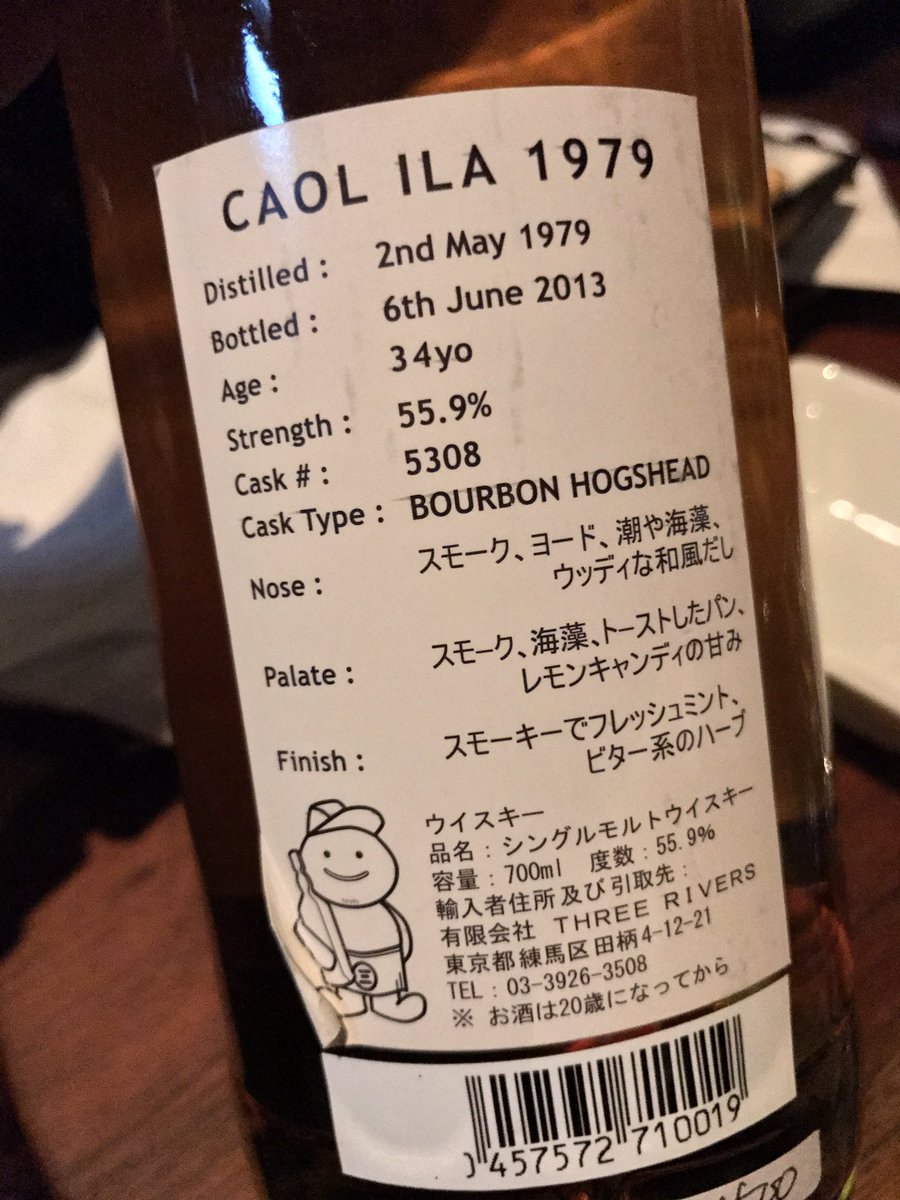 CAOL ILA 1979
Distilled : 2nd May 1979
Bottled : 6th June 2013
Age : 34yo
Strength : 55.9%
Cask # : 5308
Cask Type : BOURBON HOGSHEAD
Nose : スモーク、ヨード、潮や海藻、
ウッディな和風だし
Palate : スモーク、海藻、トーストしたパン、
レモンキャンディの甘み
Finish : スモーキーでフレッシュミント、
ビター系のハーブ
ウイスキー
品名：シングルモルトウイスキー
容量：700ml 度数：55.9%
輸入者住所及び引取先：
有限会社 THREE RIVERS
東京都練馬区田柄4-12-21
TEL：03-3926-3508
※ お酒は20歳になってから
三
457572 710019